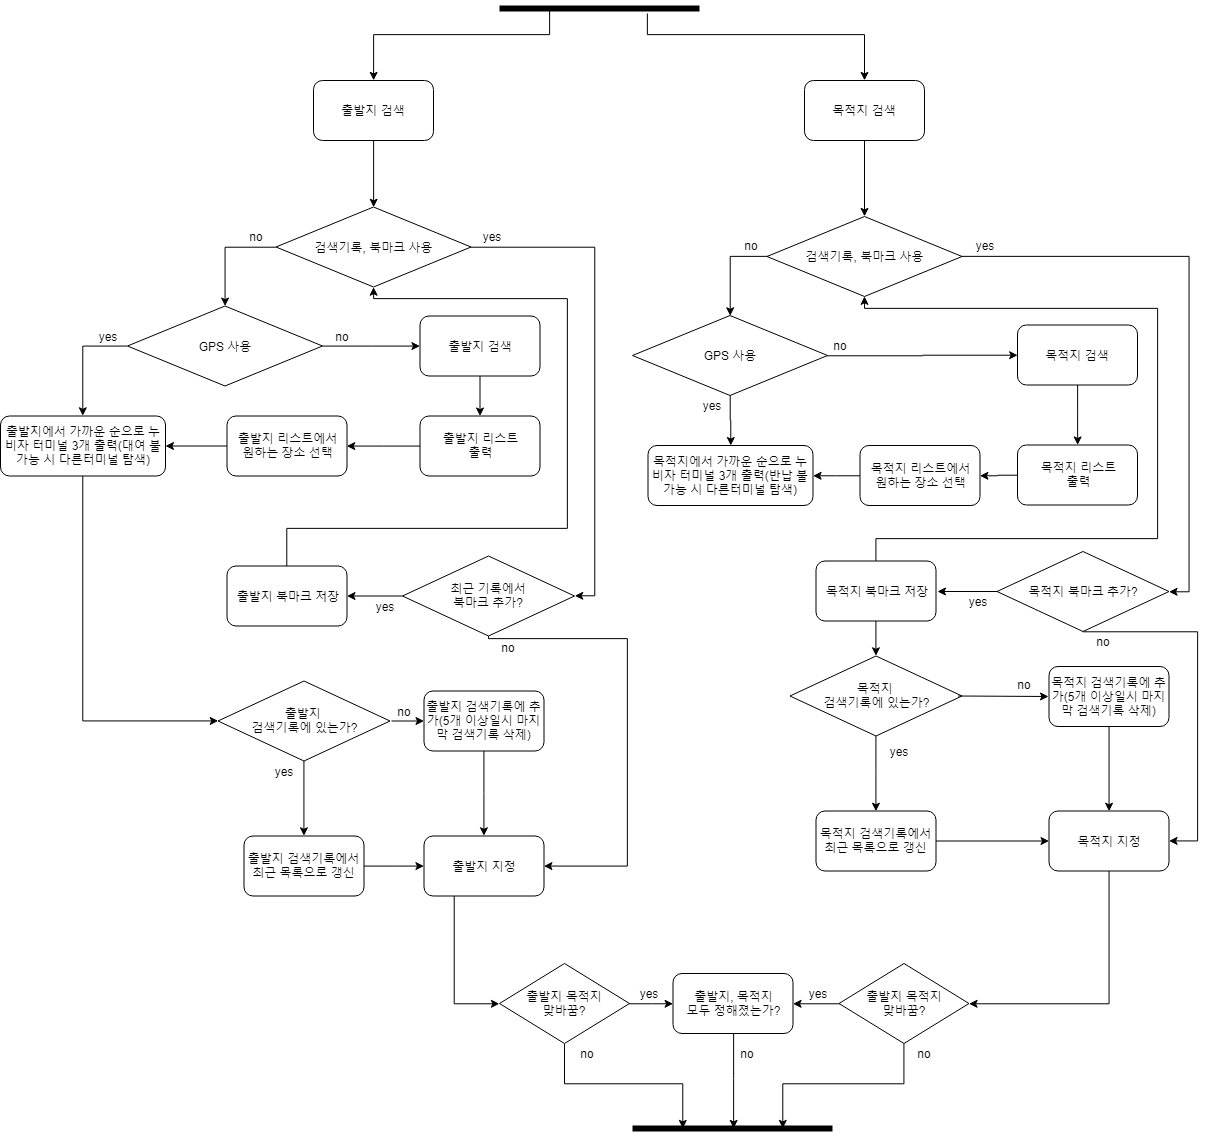 출발지 검색
목적지 검색
검색기록, 북마크 사용
no
yes
검색기록, 북마크 사용
no
yes
GPS 사용
yes
no
출발지 검색
GPS 사용
no
yes
목적지 검색
출발지에서 가까운 순으로 누
비자 터미널 3개 출력(대여 불
가능 시 다른터미널 탐색)
출발지 리스트에서
원하는 장소 선택
출발지 리스트
출력
목적지에서 가까운 순으로 누
비자 터미널 3개 출력(반납 불
가능 시 다른터미널 탐색)
목적지 리스트에서
원하는 장소 선택
목적지 리스트
출력
출발지 북마크 저장
yes
최근 기록에서
북마크 추가?
no
목적지 북마크 저장
yes
목적지 북마크 추가?
no
출발지
검색기록에 있는가?
no
yes
출발지 검색기록에 추
가(5개 이상일시 마지
막 검색기록 삭제)
목적지
검색기록에 있는가?
no
yes
목적지 검색기록에 추
가(5개 이상일시 마지
막 검색기록 삭제)
출발지 검색기록에서
최근 목록으로 갱신
출발지 지정
목적지 검색기록에서
최근 목록으로 갱신
목적지 지정
출발지 목적지
맞바꿈?
yes
no
출발지, 목적지
모두 정해졌는가?
no
yes
출발지 목적지
맞바꿈?
no